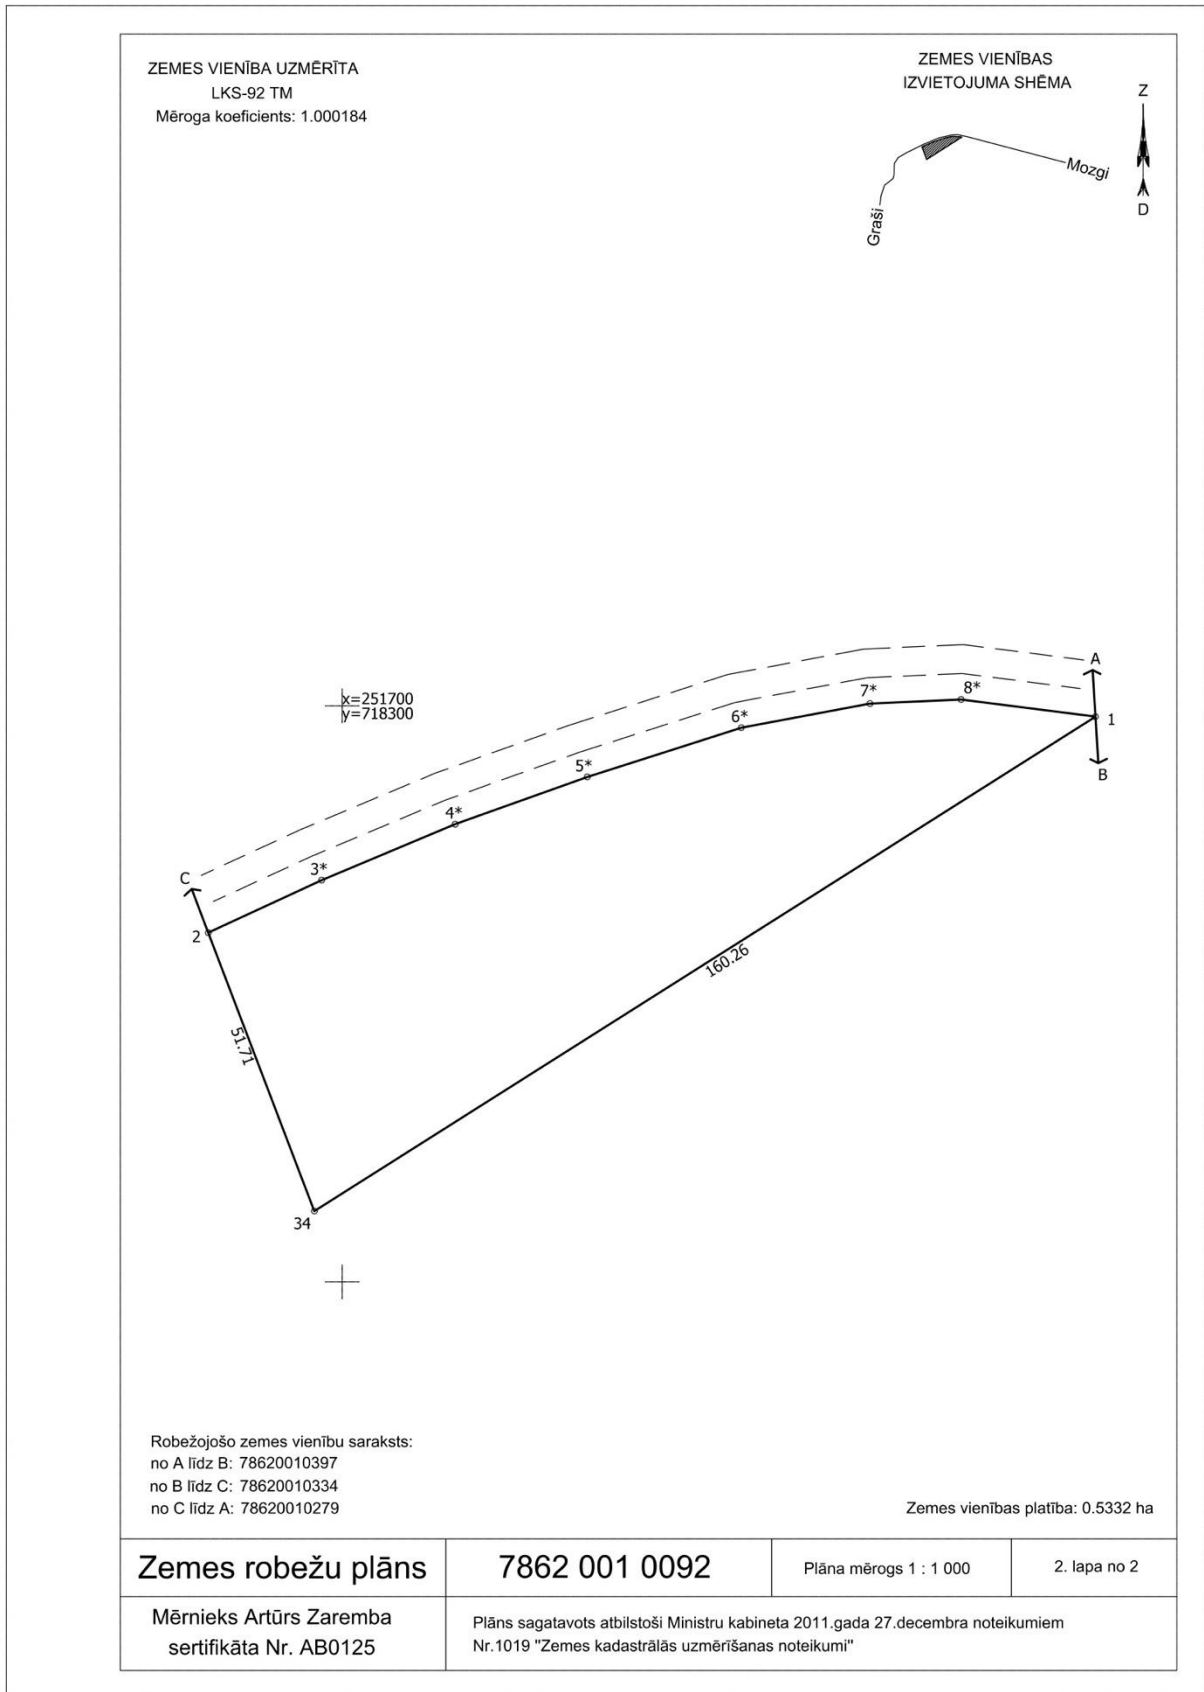 ZEMES VIENĪBA UZMĒRĪTA
LKS-92 TM
Mēroga koeficients: 1.000184
ZEMES VIENĪBAS
IZVIETOJUMA SHĒMA
Z
D
Mozgi
Graši
x=251700
y=718300
A
1
B
8*
7*
6*
5*
4*
3*
C
2
51.71
160.26
34
Robežojošo zemes vienību saraksts:
no A līdz B: 78620010397
no B līdz C: 78620010334
no C līdz A: 78620010279
Zemes vienības platība: 0.5332 ha
Zemes robežu plāns
7862 001 0092
Plāna mērogs 1 : 1 000
2. lapa no 2
Mērnieks Artūrs Zaremba
sertifikāta Nr. AB0125
Plāns sagatavots atbilstoši Ministru kabineta 2011.gada 27.decembra noteikumiem
Nr.1019 "Zemes kadastrālās uzmērīšanas noteikumi"